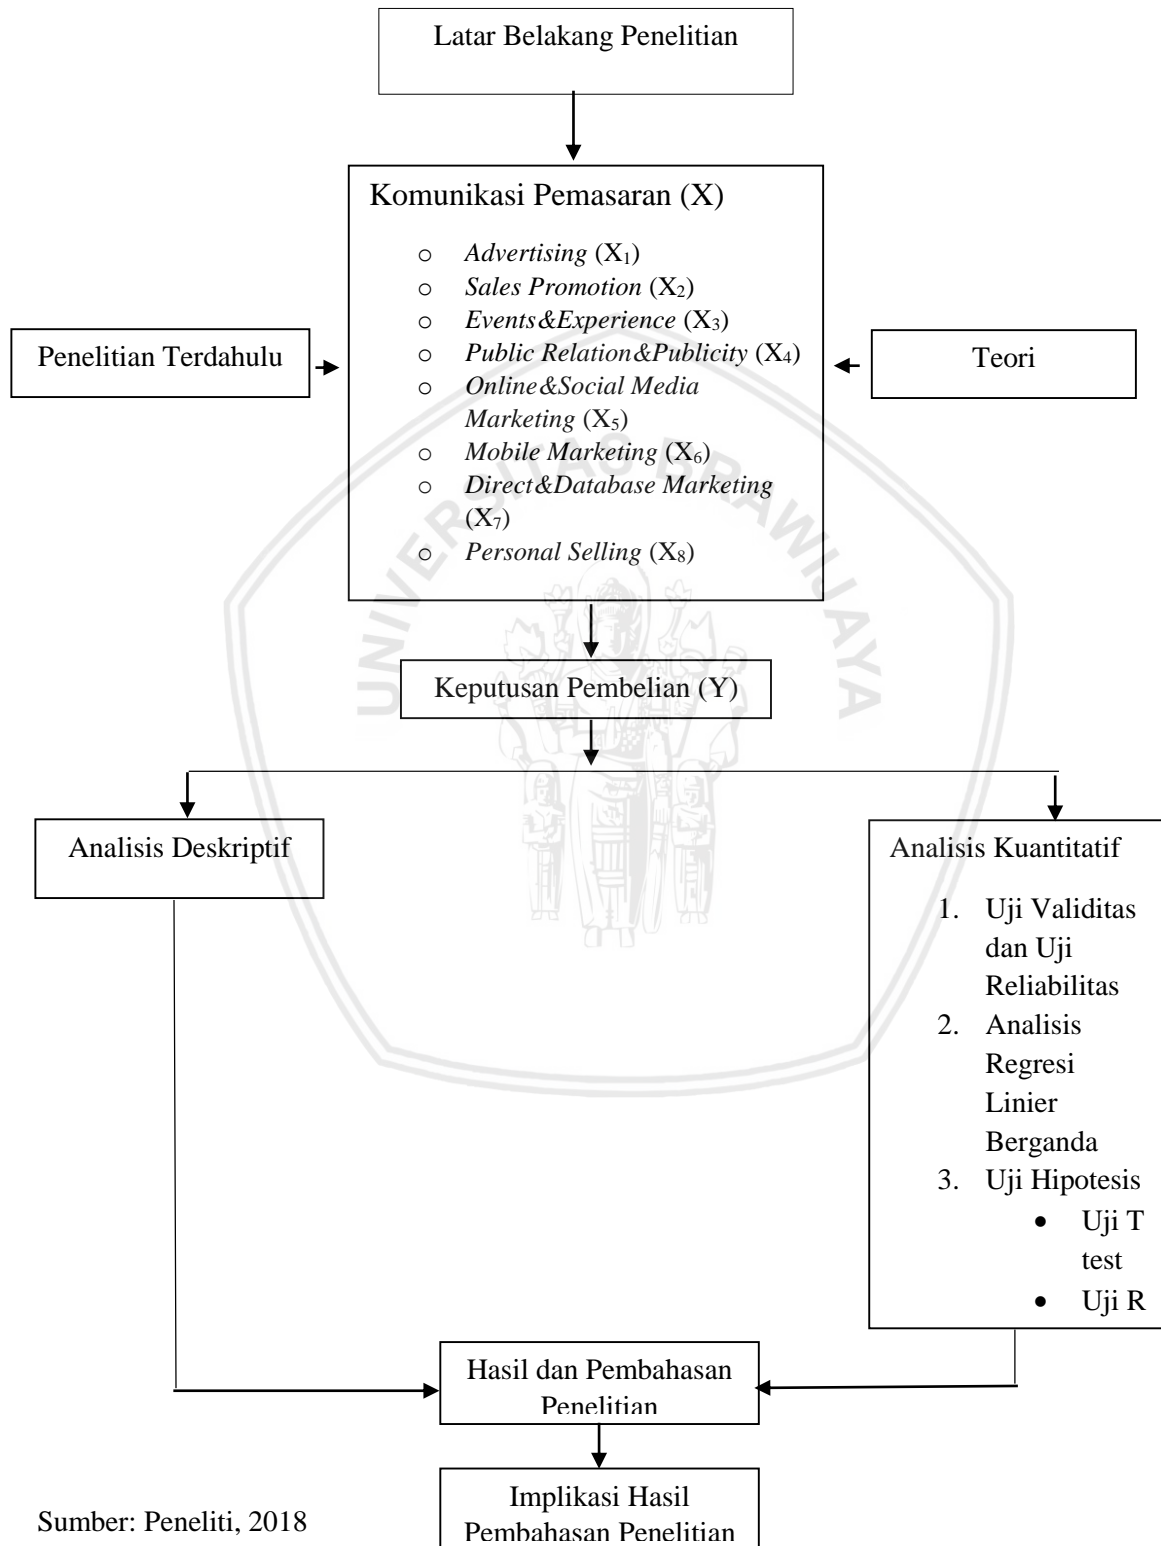 Latar Belakang Penelitian
Komunikasi Pemasaran (X)
o Advertising (X₁)
o Sales Promotion (X₂)
o Events&Experience (X₃)
o Public Relation&Publicity (X₄)
o Online&Social Media
Marketing (X₅)
o Mobile Marketing (X₆)
o Direct&Database Marketing
(X₇)
o Personal Selling (X₈)
Penelitian Terdahulu
Teori
UNIVERSITAS BRAWIJAYA
Keputusan Pembelian (Y)
Analisis Deskriptif
Analisis Kuantitatif
1. Uji Validitas
dan Uji
Reliabilitas
2. Analisis
Regresi
Linier
Berganda
3. Uji Hipotesis
• Uji T
test
• Uji R
Hasil dan Pembahasan
Penelitian
Implikasi Hasil
Pembahasan Penelitian
Sumber: Peneliti, 2018